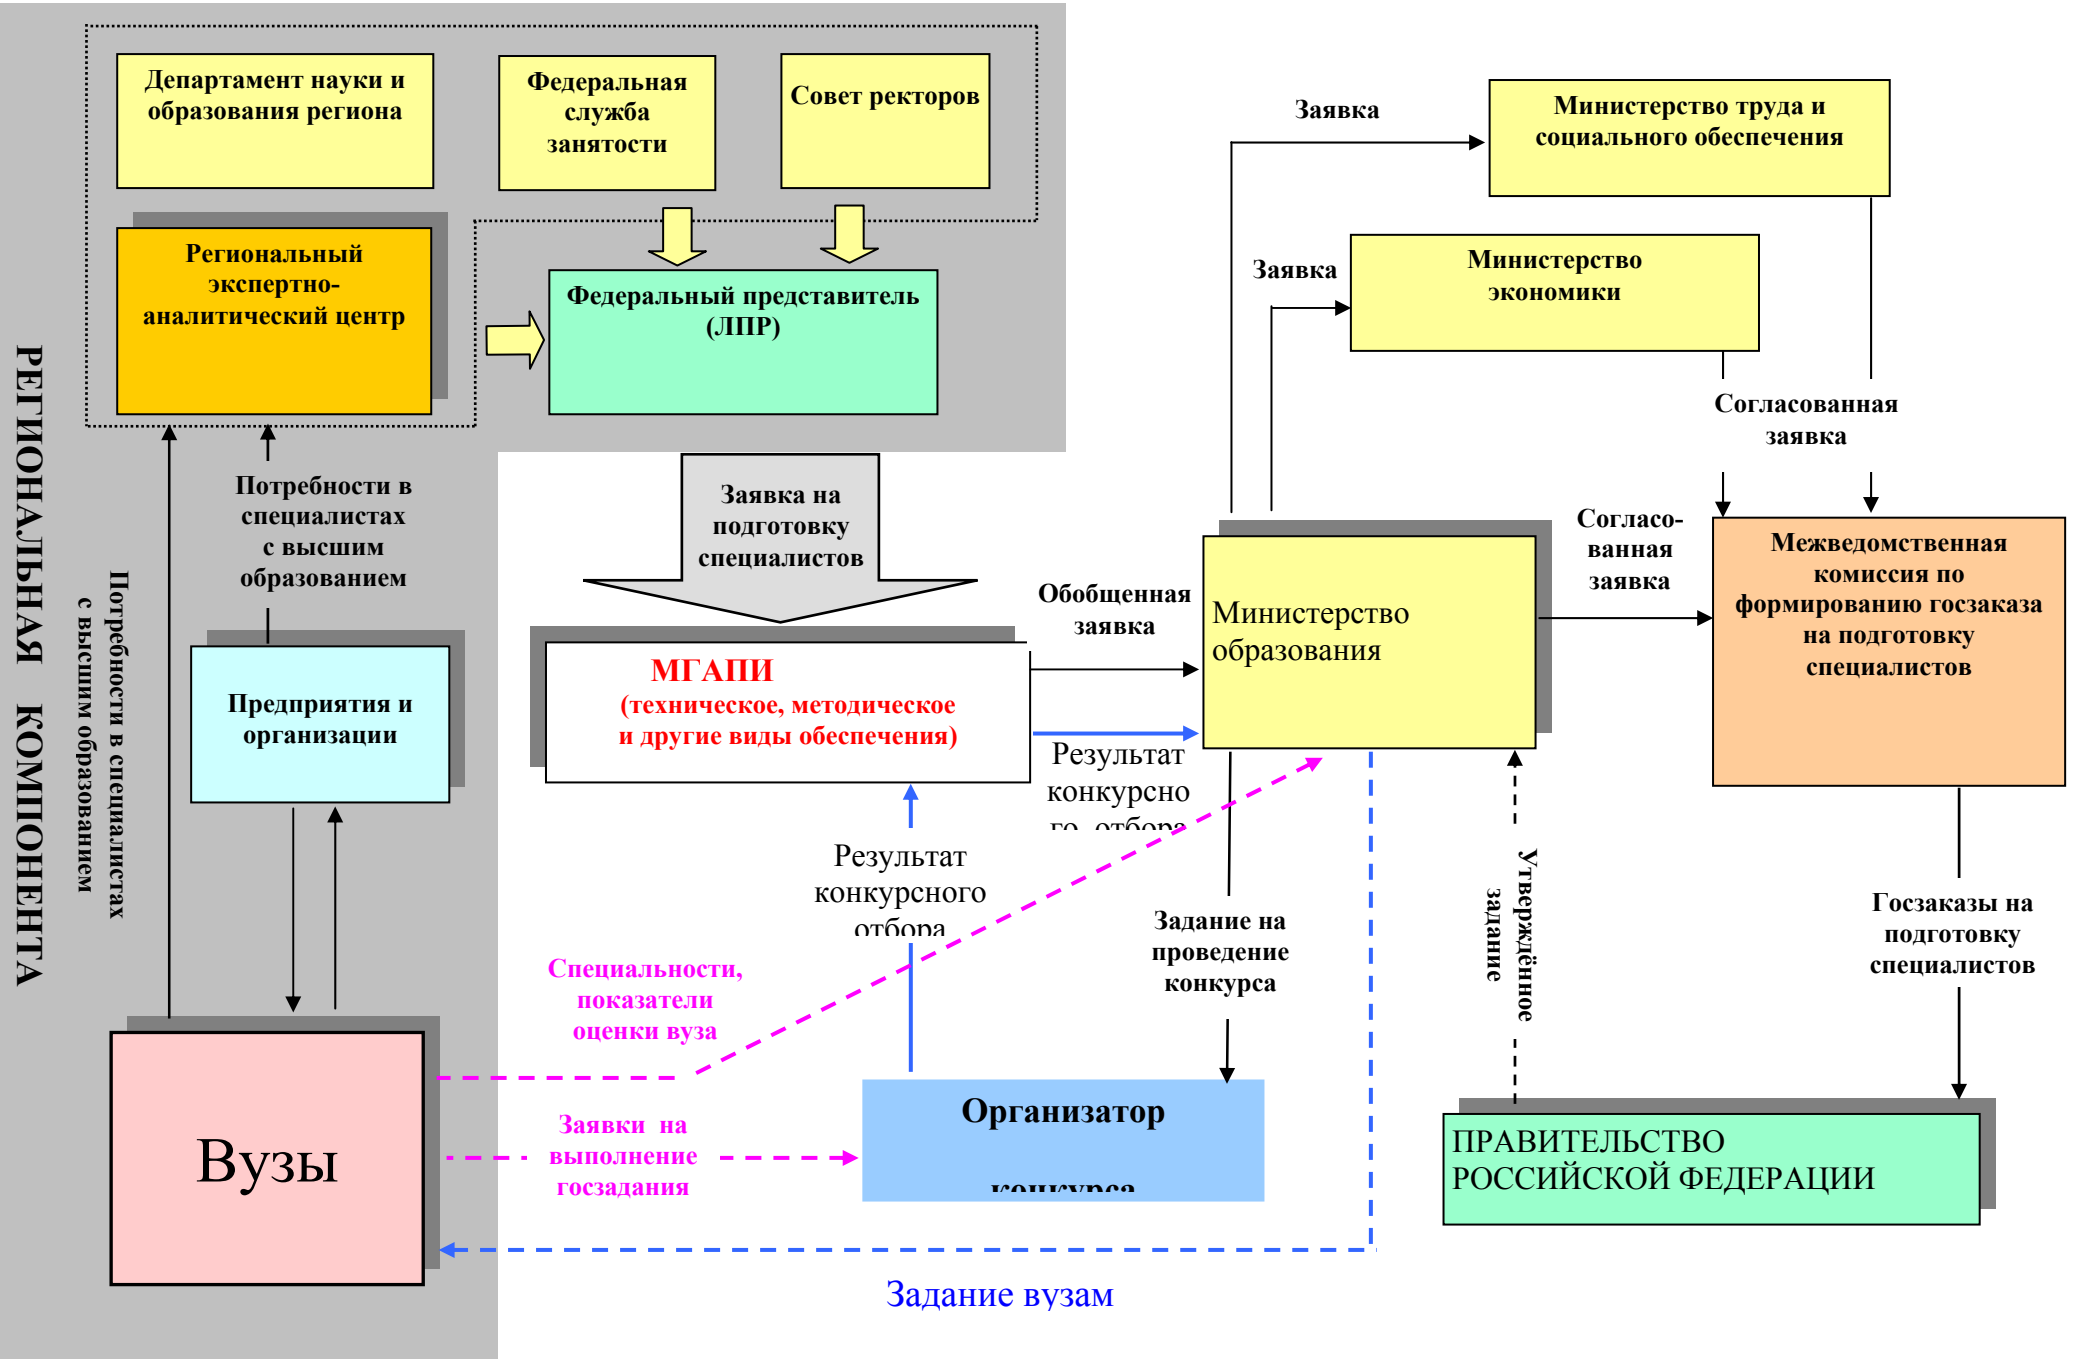 Департамент науки и
образования региона
Федеральная
служба
занятости
Совет ректоров
Региональный
экспертно-
аналитический центр
Федеральный представитель
(ЛПР)
РЕГИОНАЛЬНАЯ КОМПОНЕНТА
Потребности в специалистах
с высшим образованием
Потребности в
специалистах
с высшим
образованием
Предприятия и
организации
Вузы
Заявка на
подготовку
специалистов
МГАПИ
(техническое, методическое
и другие виды обеспечения)
Обобщенная
заявка
Результат
конкурсно
го отбора
Результат
конкурсного
отбора
Специальности,
показатели
оценки вуза
Заявки на
выполнение
госзадания
Организатор
конкурса
Задание вузам
Задание на
проведение
конкурса
Министерство
образования
Заявка
Министерство труда и
социального обеспечения
Заявка
Министерство
экономики
Согласованная
заявка
Согласо-
ванная
заявка
Межведомственная
комиссия по
формированию госзаказа
на подготовку
специалистов
Утверждённое
задание
Госзаказы на
подготовку
специалистов
ПРАВИТЕЛЬСТВО
РОССИЙСКОЙ ФЕДЕРАЦИИ